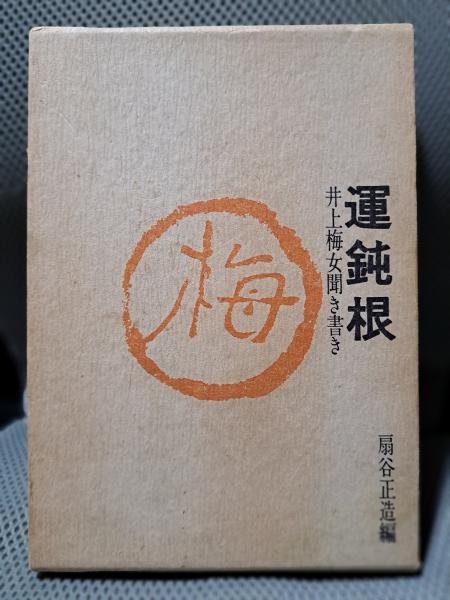 運鈍根
井上梅女聞き書き
扇谷正造編
梅